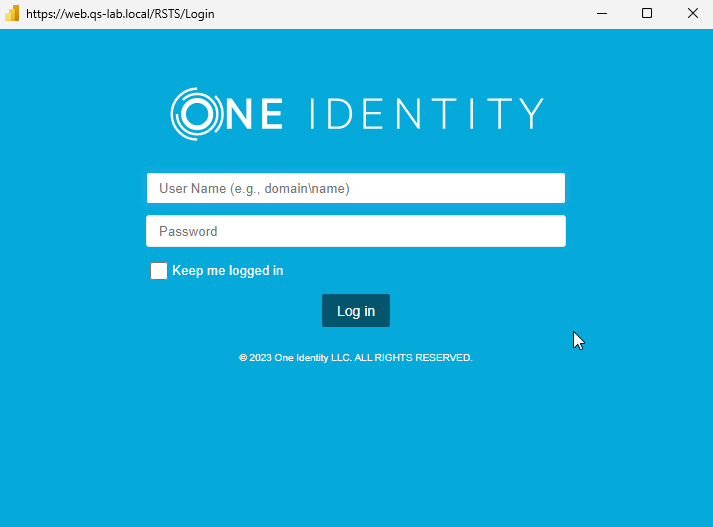 https://web.qs-lab.local/RSTS/Login
ONE IDENTITY
User Name (e.g., domain\name)
Password
Keep me logged in
Log in
© 2023 One Identity LLC. ALL RIGHTS RESERVED.